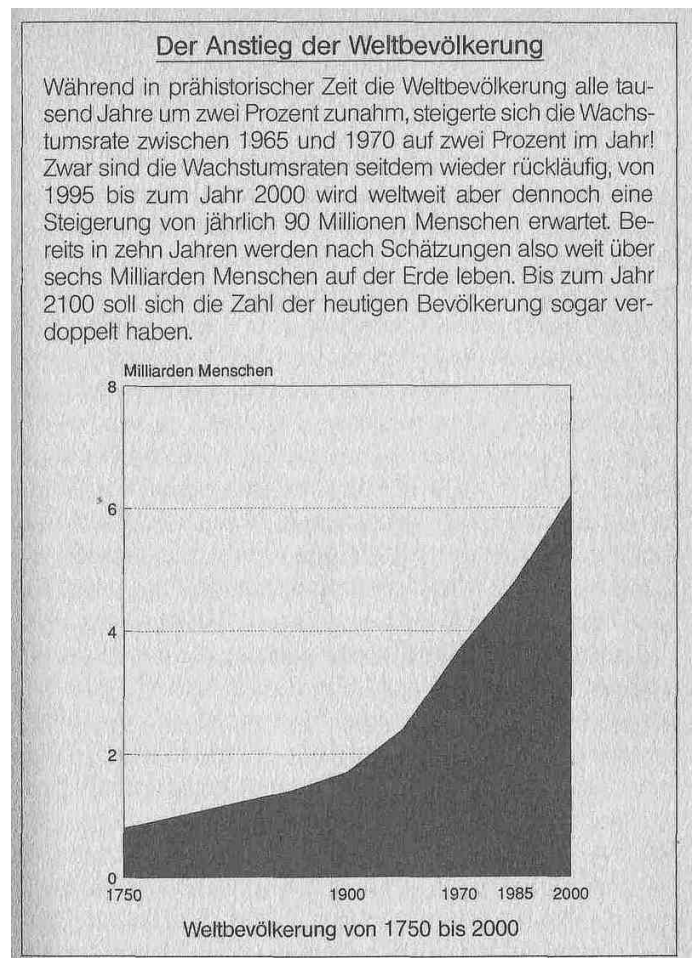 Der Anstieg der Weltbevölkerung
Während in prähistorischer Zeit die Weltbevölkerung alle tau-
send Jahre um zwei Prozent zunahm, steigerte sich die Wachs-
tumsrate zwischen 1965 und 1970 auf zwei Prozent im Jahr!
Zwar sind die Wachstumsraten seitdem wieder rückläufig, von
1995 bis zum Jahr 2000 wird weltweit aber dennoch eine
Steigerung von jährlich 90 Millionen Menschen erwartet. Be-
reits in zehn Jahren werden nach Schätzungen also weit über
sechs Milliarden Menschen auf der Erde leben. Bis zum Jahr
2100 soll sich die Zahl der heutigen Bevölkerung sogar ver-
doppelt haben.
Milliarden Menschen
8
6
4
2
0
1750 1900 1970 1985 2000
Weltbevölkerung von 1750 bis 2000